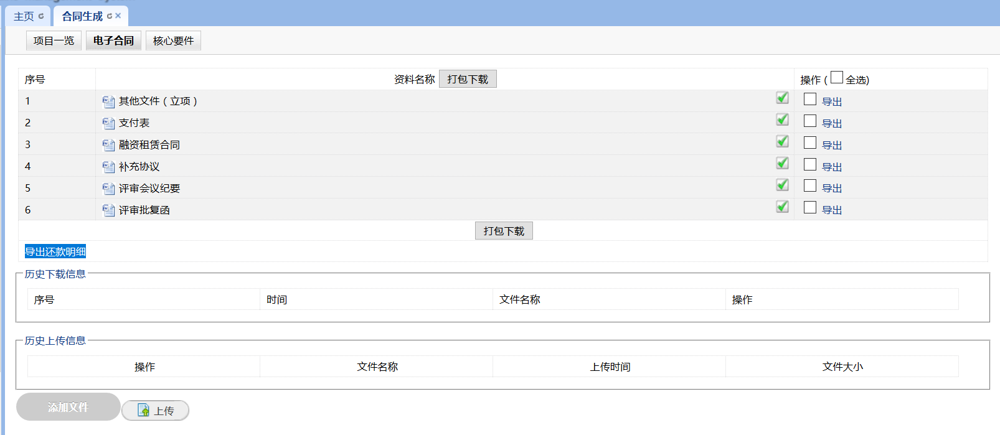 主页 合同生成
项目一览 电子合同 核心要件
序号 资料名称 打包下载 操作 ( 全选)
1 其他文件 ( 立项 ) 导出
2 支付表 导出
3 融资租赁合同 导出
4 补充协议 导出
5 评审会议纪要 导出
6 评审批复函 导出
打包下载
导出还款明细
历史下载信息
序号 时间 文件名称 操作
历史上传信息
操作 文件名称 上传时间 文件大小
添加文件 上传